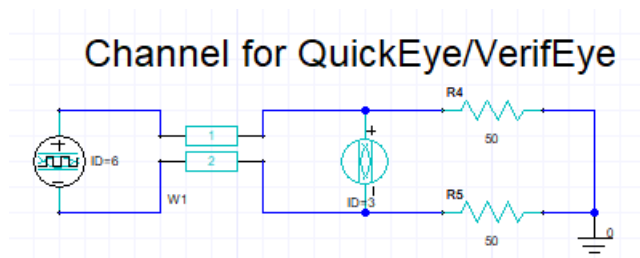 Channel for QuickEye/VerifEye
R4
50
+
1
2
ID=6
W1
+
ID=3
R5
50
0